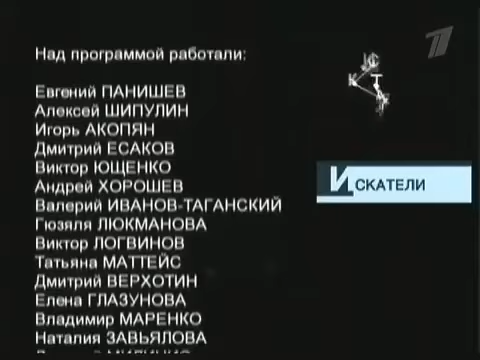 Над программой работали:
Евгений ПАНИШЕВ
Алексей ШИПУЛИН
Игорь АКОПЯН
Дмитрий ЕСАКОВ
Виктор ЮЩЕНКО
Андрей ХОРОШЕВ
Валерий ИВАНОВ-ТАГАНСКИЙ
Гюзяля ЛЮКМАНОВА
Виктор ЛОГВИНОВ
Татьяна МАТТЕЙС
Дмитрий ВЕРХОТИН
Елена ГЛАЗУНОВА
Владимир МАРЕНКО
Наталия ЗАВЬЯЛОВА
1
ИСКАТЕЛИ